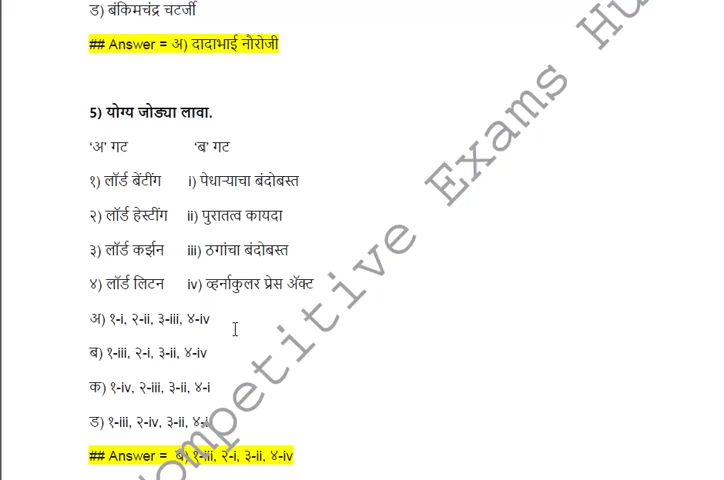 ड) बंकिमचंद्र चटर्जी
## Answer = अ) दादाभाई नौरोजी
5) योग्य जोड्या लावा.
'अ' गट 'ब' गट
१) लॉर्ड बेंटींग i) पेधाऱ्याचा बंदोबस्त
२) लॉर्ड हेस्टींग ii) पुरातत्व कायदा
३) लॉर्ड कर्झन iii) ठगांचा बंदोबस्त
४) लॉर्ड लिटन iv) व्हर्नाकुलर प्रेस ॲक्ट
अ) १-i, २-ii, ३-iii, ४-iv
ब) १-iii, २-i, ३-ii, ४-iv
क) १-iv, २-iii, ३-ii, ४-i
ड) १-iii, २-iv, ३-ii, ४-i
## Answer = ब) १-iii, २-i, ३-ii, ४-iv
Competitive Exams Hu